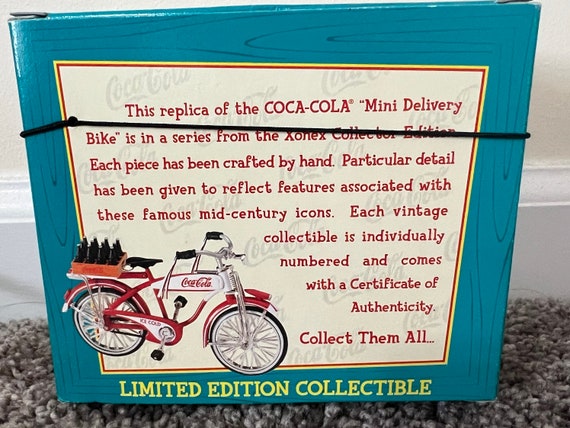 This replica of the COCA-COLA® "Mini Delivery
Bike" is in a series from the Xonex Collector Edition.
Each piece has been crafted by hand. Particular detail
has been given to reflect features associated with
these famous mid-century icons. Each vintage
collectible is individually
numbered and comes
with a Certificate of
Authenticity.
Collect Them All...
Coca-Cola
ICE COLD
LIMITED EDITION COLLECTIBLE